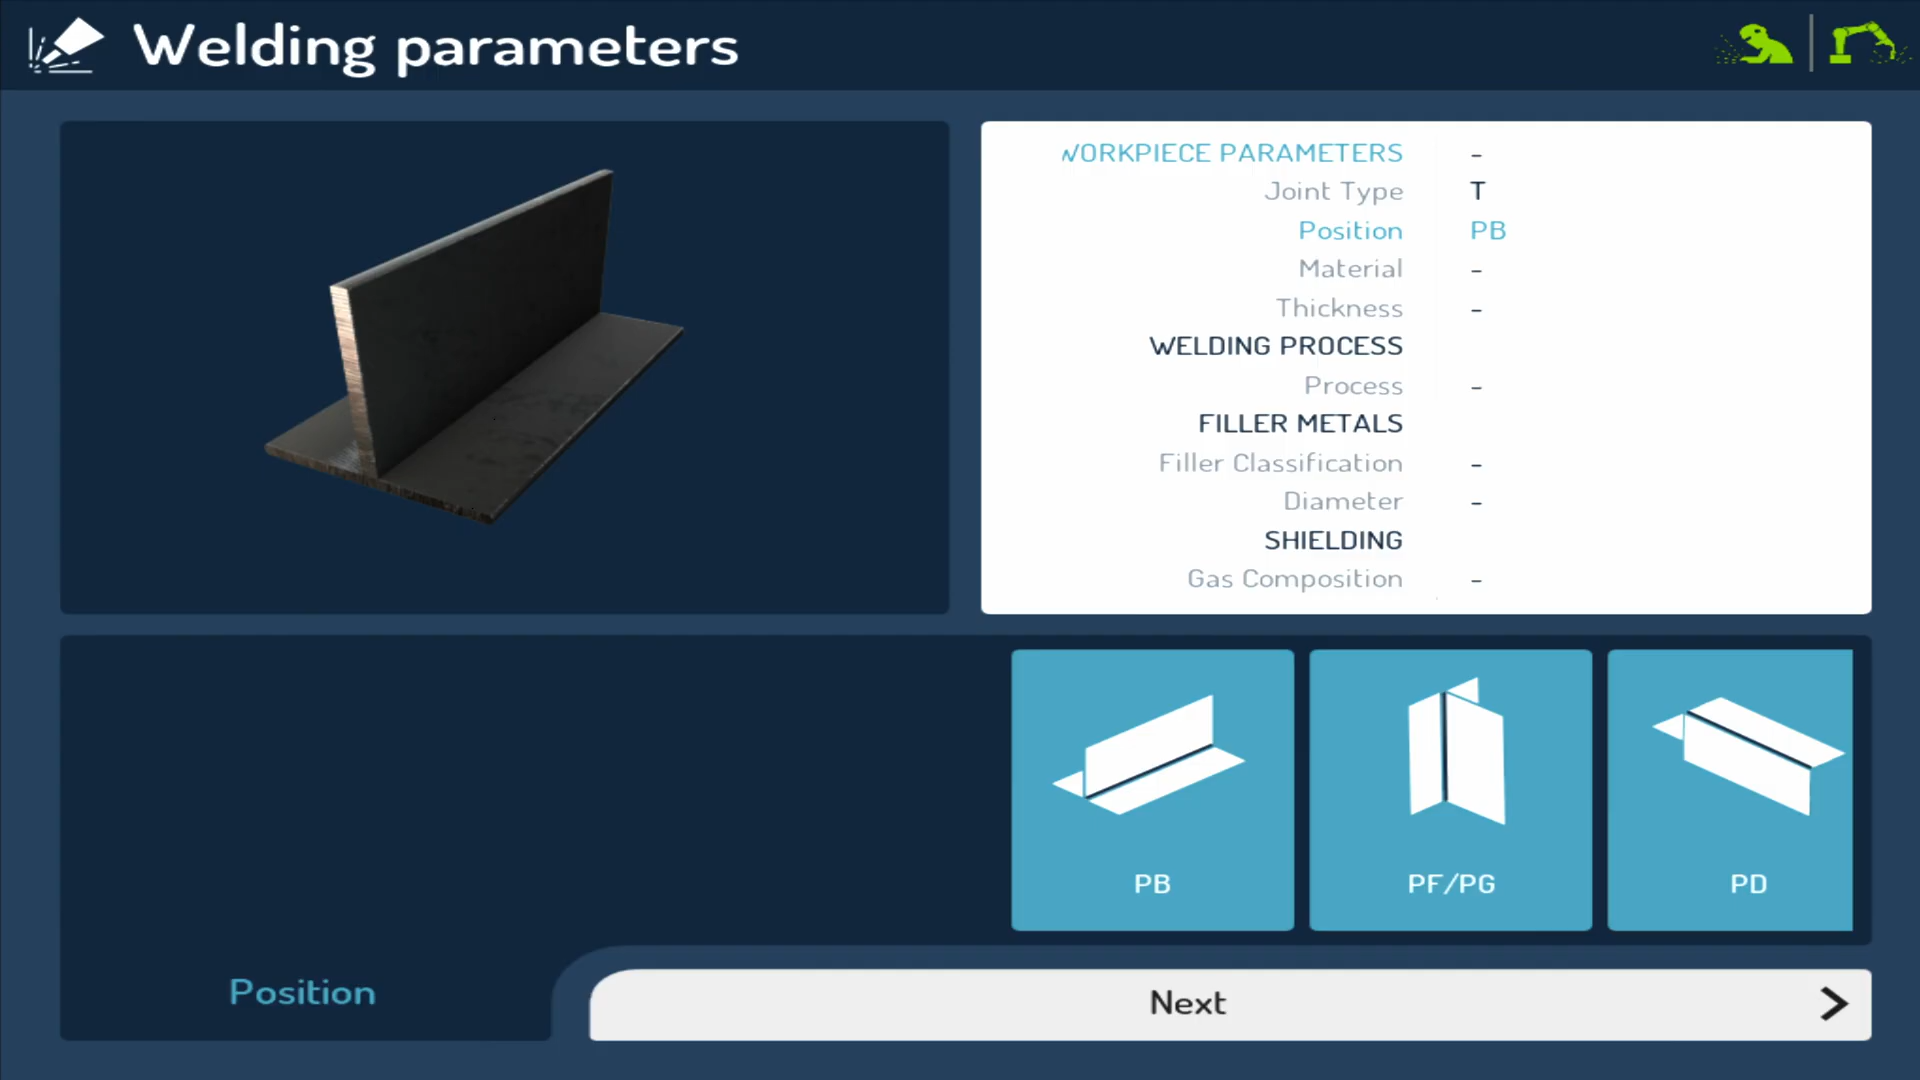 Welding parameters
WORKPIECE PARAMETERS -
Joint Type T
Position PB
Material -
Thickness -
WELDING PROCESS
Process -
FILLER METALS
Filler Classification -
Diameter -
SHIELDING
Gas Composition -
PB
PF/PG
PD
Position
Next